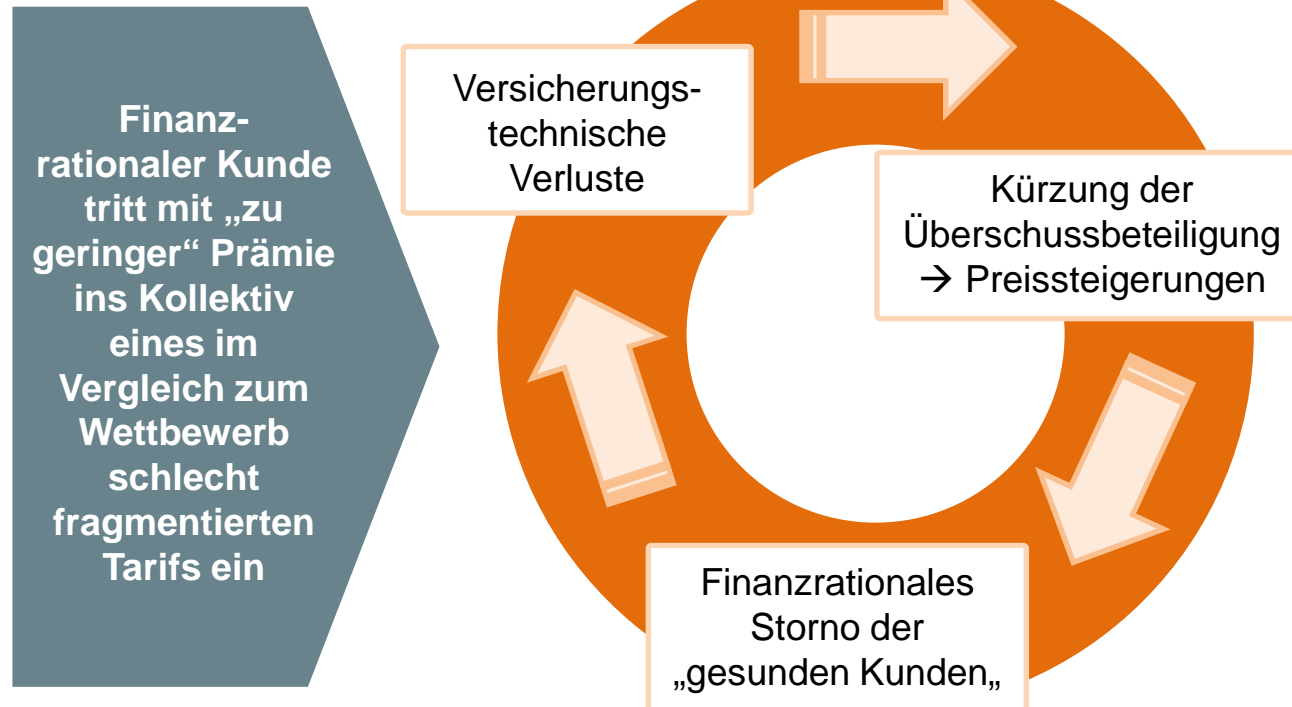 Finanz-
rationaler Kunde
tritt mit „zu
geringer“ Prämie
ins Kollektiv
eines im
Vergleich zum
Wettbewerb
schlecht
fragmentierten
Tarifs ein
Versicherungs-
technische
Verluste
Kürzung der
Überschussbeteiligung
→ Preissteigerungen
Finanzrationales
Storno der
„gesunden Kunden„